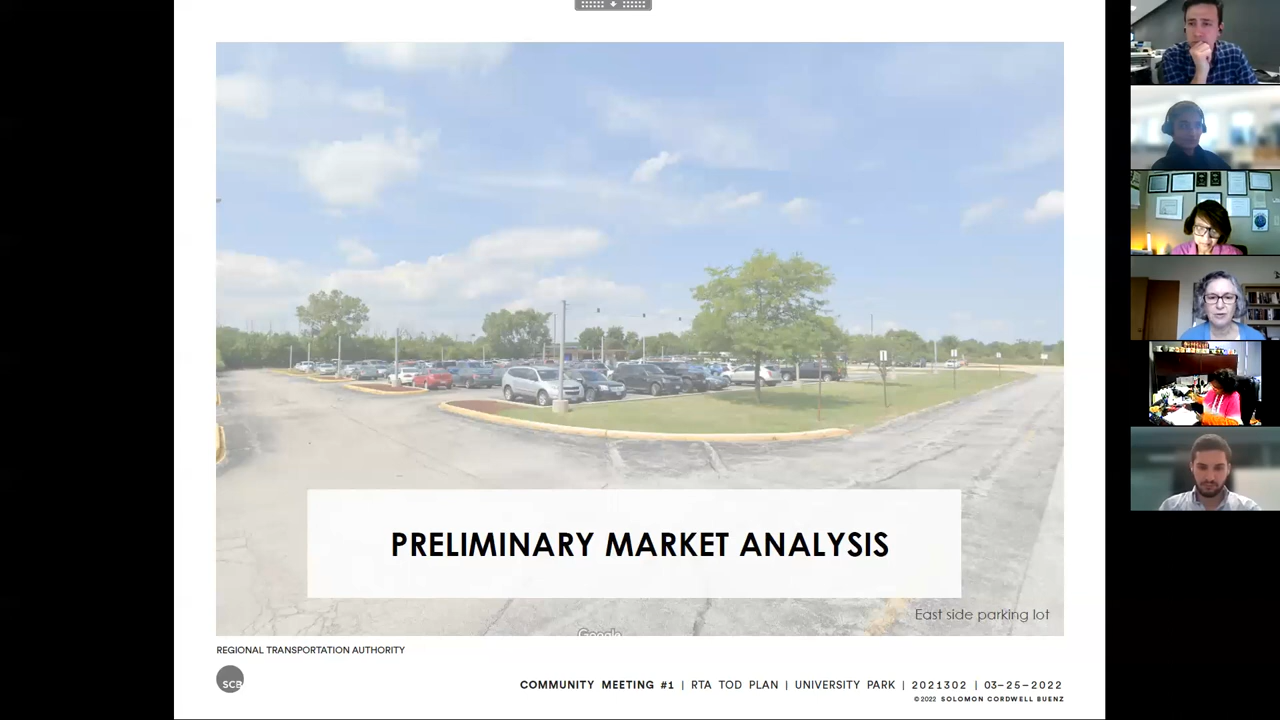 PRELIMINARY MARKET ANALYSIS
East side parking lot
Google
REGIONAL TRANSPORTATION AUTHORITY
SCB
COMMUNITY MEETING #1 | RTA TOD PLAN | UNIVERSITY PARK | 2021302 | 03-25-2022
©2022 SOLOMON CORDWELL BUENZ